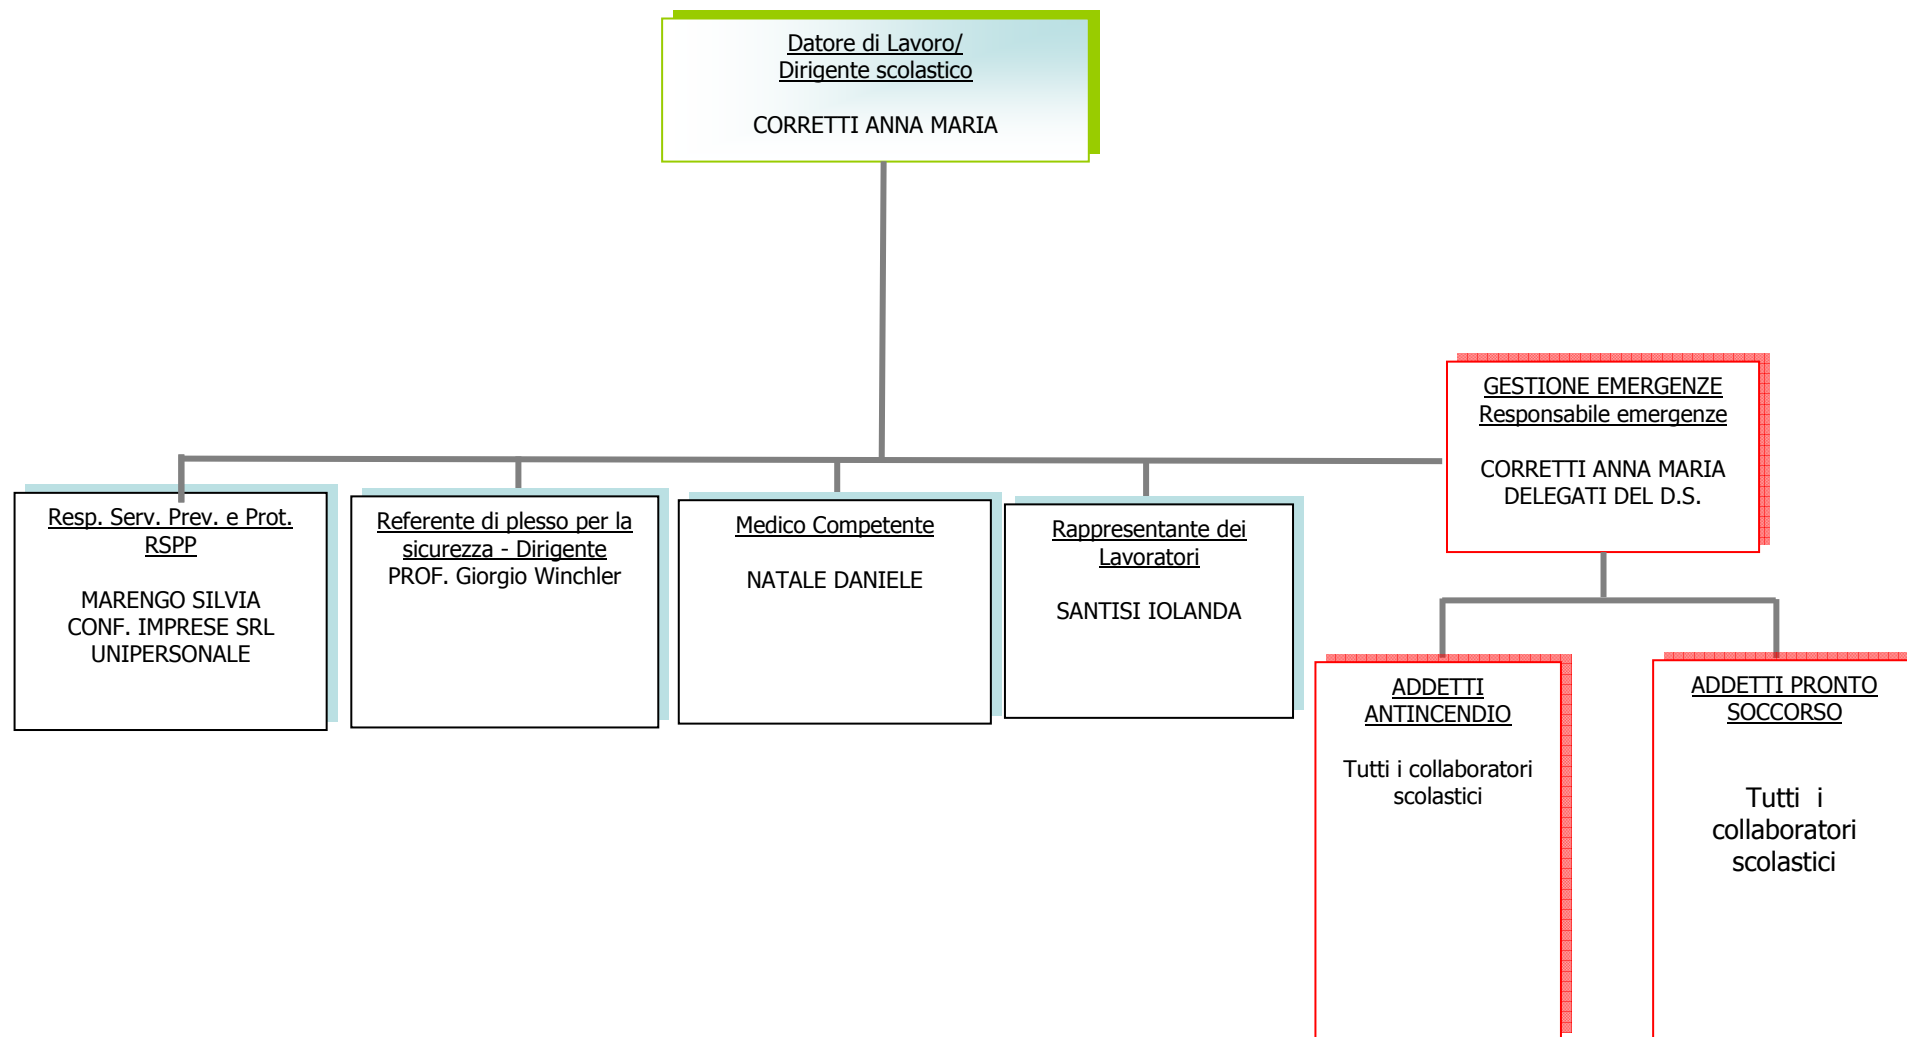 Datore di Lavoro/
Dirigente scolastico
CORRETTI ANNA MARIA
GESTIONE EMERGENZE
Responsabile emergenze
CORRETTI ANNA MARIA
DELEGATI DEL D.S.
Resp. Serv. Prev. e Prot.
RSPP
MARENGO SILVIA
CONF. IMPRESE SRL
UNIPERSONALE
Referente di plesso per la
sicurezza - Dirigente
PROF. Giorgio Winchler
Medico Competente
NATALE DANIELE
Rappresentante dei
Lavoratori
SANTISI IOLANDA
ADDETTI
ANTINCENDIO
Tutti i collaboratori
scolastici
ADDETTI PRONTO
SOCCORSO
Tutti i
collaboratori
scolastici